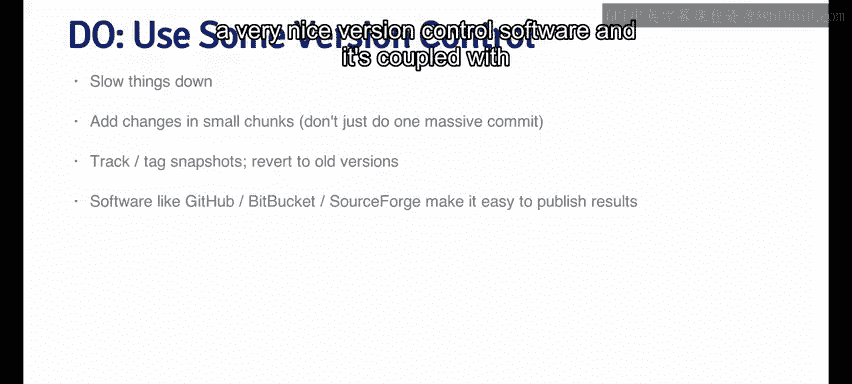 DO: Use Some Version Control
a very nice version control software and
it's coupled with
· Slow things down
· Add changes in small chunks (don't just do one massive commit)
· Track / tag snapshots; revert to old versions
· Software like GitHub / BitBucket / SourceForge make it easy to publish results